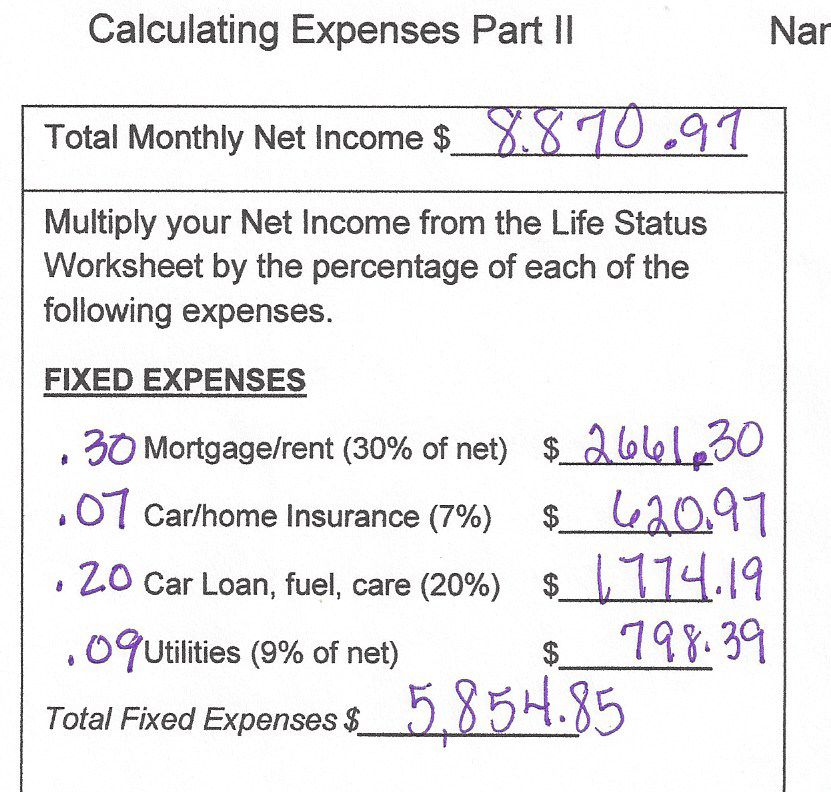 Calculating Expenses Part II Nar
Total Monthly Net Income $ 8.870.97
Multiply your Net Income from the Life Status
Worksheet by the percentage of each of the
following expenses.
FIXED EXPENSES
.30 Mortgage/rent (30% of net) $ 2661.30
.07 Car/home Insurance (7%) $ 620.97
.20 Car Loan, fuel, care (20%) $ 1774.19
.09 Utilities (9% of net) $ 798.39
Total Fixed Expenses $ 5,854.85